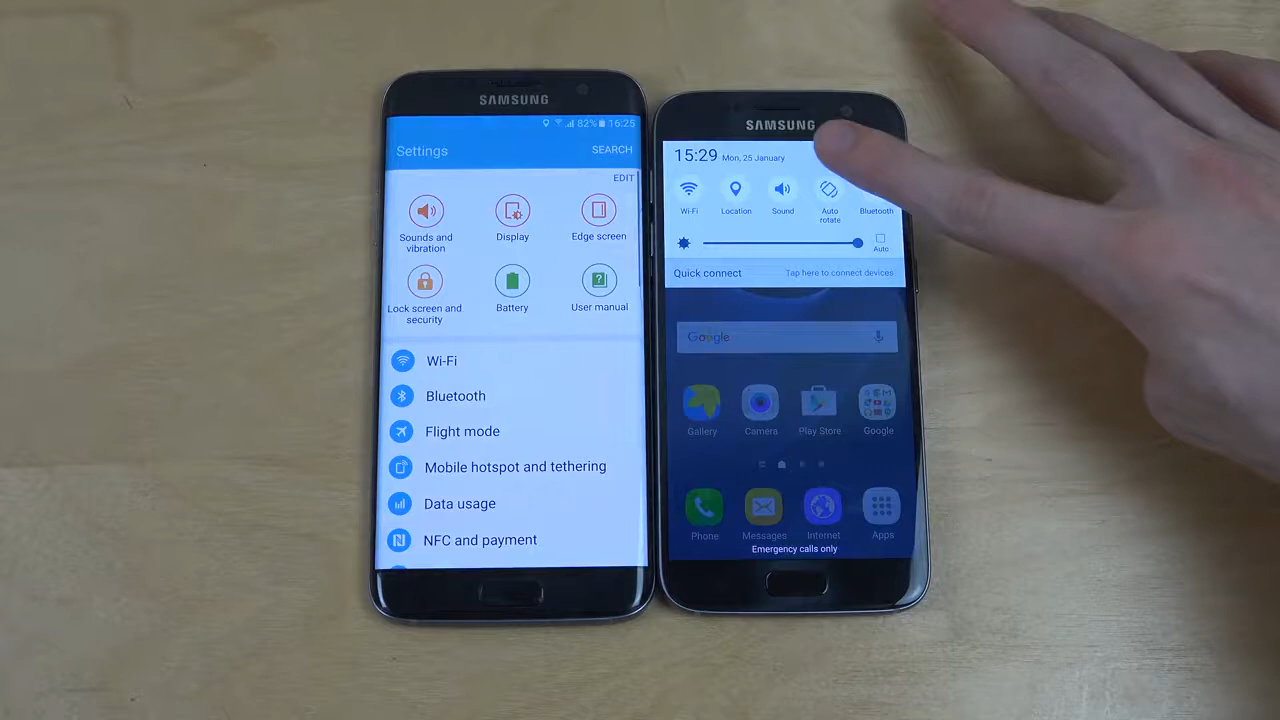 SAMSUNG
82% 16:25
Settings
SEARCH
EDIT
Sounds and
vibration
Display
Edge screen
Lock screen and
security
Battery
User manual
Wi-Fi
Bluetooth
Flight mode
Mobile hotspot and tethering
Data usage
NFC and payment
SAMSUNG
15:29 Mon, 25 January
Wi-Fi
Location
Sound
Auto
rotate
Bluetooth
Auto
Quick connect
Tap here to connect devices
Google
Gallery
Camera
Play Store
Google
Phone
Messages
Internet
Apps
Emergency calls only